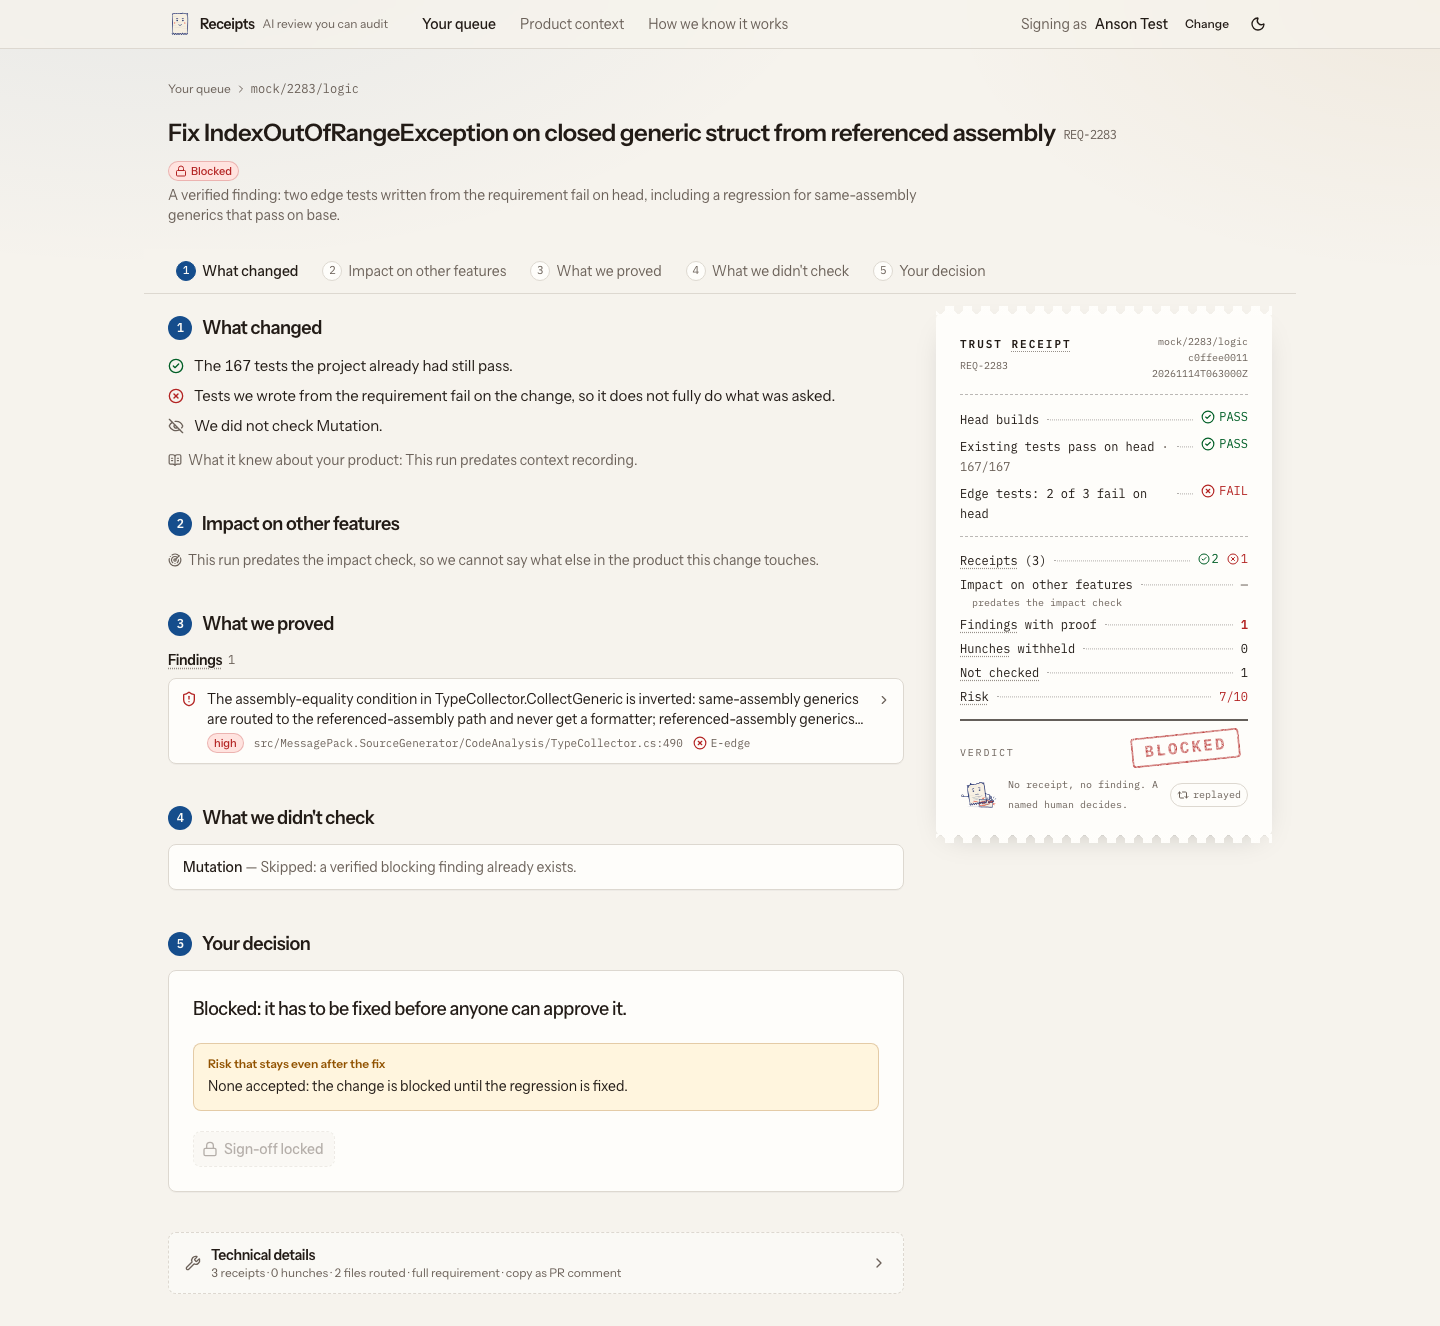 Receipts AI review you can audit Your queue Product context How we know it works Signing as Anson Test Change
Your queue > mock/2283/logic
Fix IndexOutOfRangeException on closed generic struct from referenced assembly REQ-2283
Blocked
A verified finding: two edge tests written from the requirement fail on head, including a regression for same-assembly
generics that pass on base.
1 What changed 2 Impact on other features 3 What we proved 4 What we didn't check 5 Your decision
1 What changed
The 167 tests the project already had still pass.
Tests we wrote from the requirement fail on the change, so it does not fully do what was asked.
We did not check Mutation.
What it knew about your product: This run predates context recording.
2 Impact on other features
This run predates the impact check, so we cannot say what else in the product this change touches.
3 What we proved
Findings 1
The assembly-equality condition in TypeCollector.CollectGeneric is inverted: same-assembly generics
are routed to the referenced-assembly path and never get a formatter; referenced-assembly generics...
high src/MessagePack.SourceGenerator/CodeAnalysis/TypeCollector.cs:490 E-edge
4 What we didn't check
Mutation — Skipped: a verified blocking finding already exists.
5 Your decision
Blocked: it has to be fixed before anyone can approve it.
Risk that stays even after the fix
None accepted: the change is blocked until the regression is fixed.
Sign-off locked
Technical details
3 receipts · 0 hunches · 2 files routed · full requirement · copy as PR comment
TRUST RECEIPT
REQ-2283
mock/2283/logic
c0ffee0011
20261114T063000Z
Head builds PASS
Existing tests pass on head · PASS
167/167
Edge tests: 2 of 3 fail on FAIL
head
Receipts (3) 2 1
Impact on other features —
predates the impact check
Findings with proof 1
Hunches withheld 0
Not checked 1
Risk 7/10
VERDICT BLOCKED
No receipt, no finding. A
named human decides.
replayed